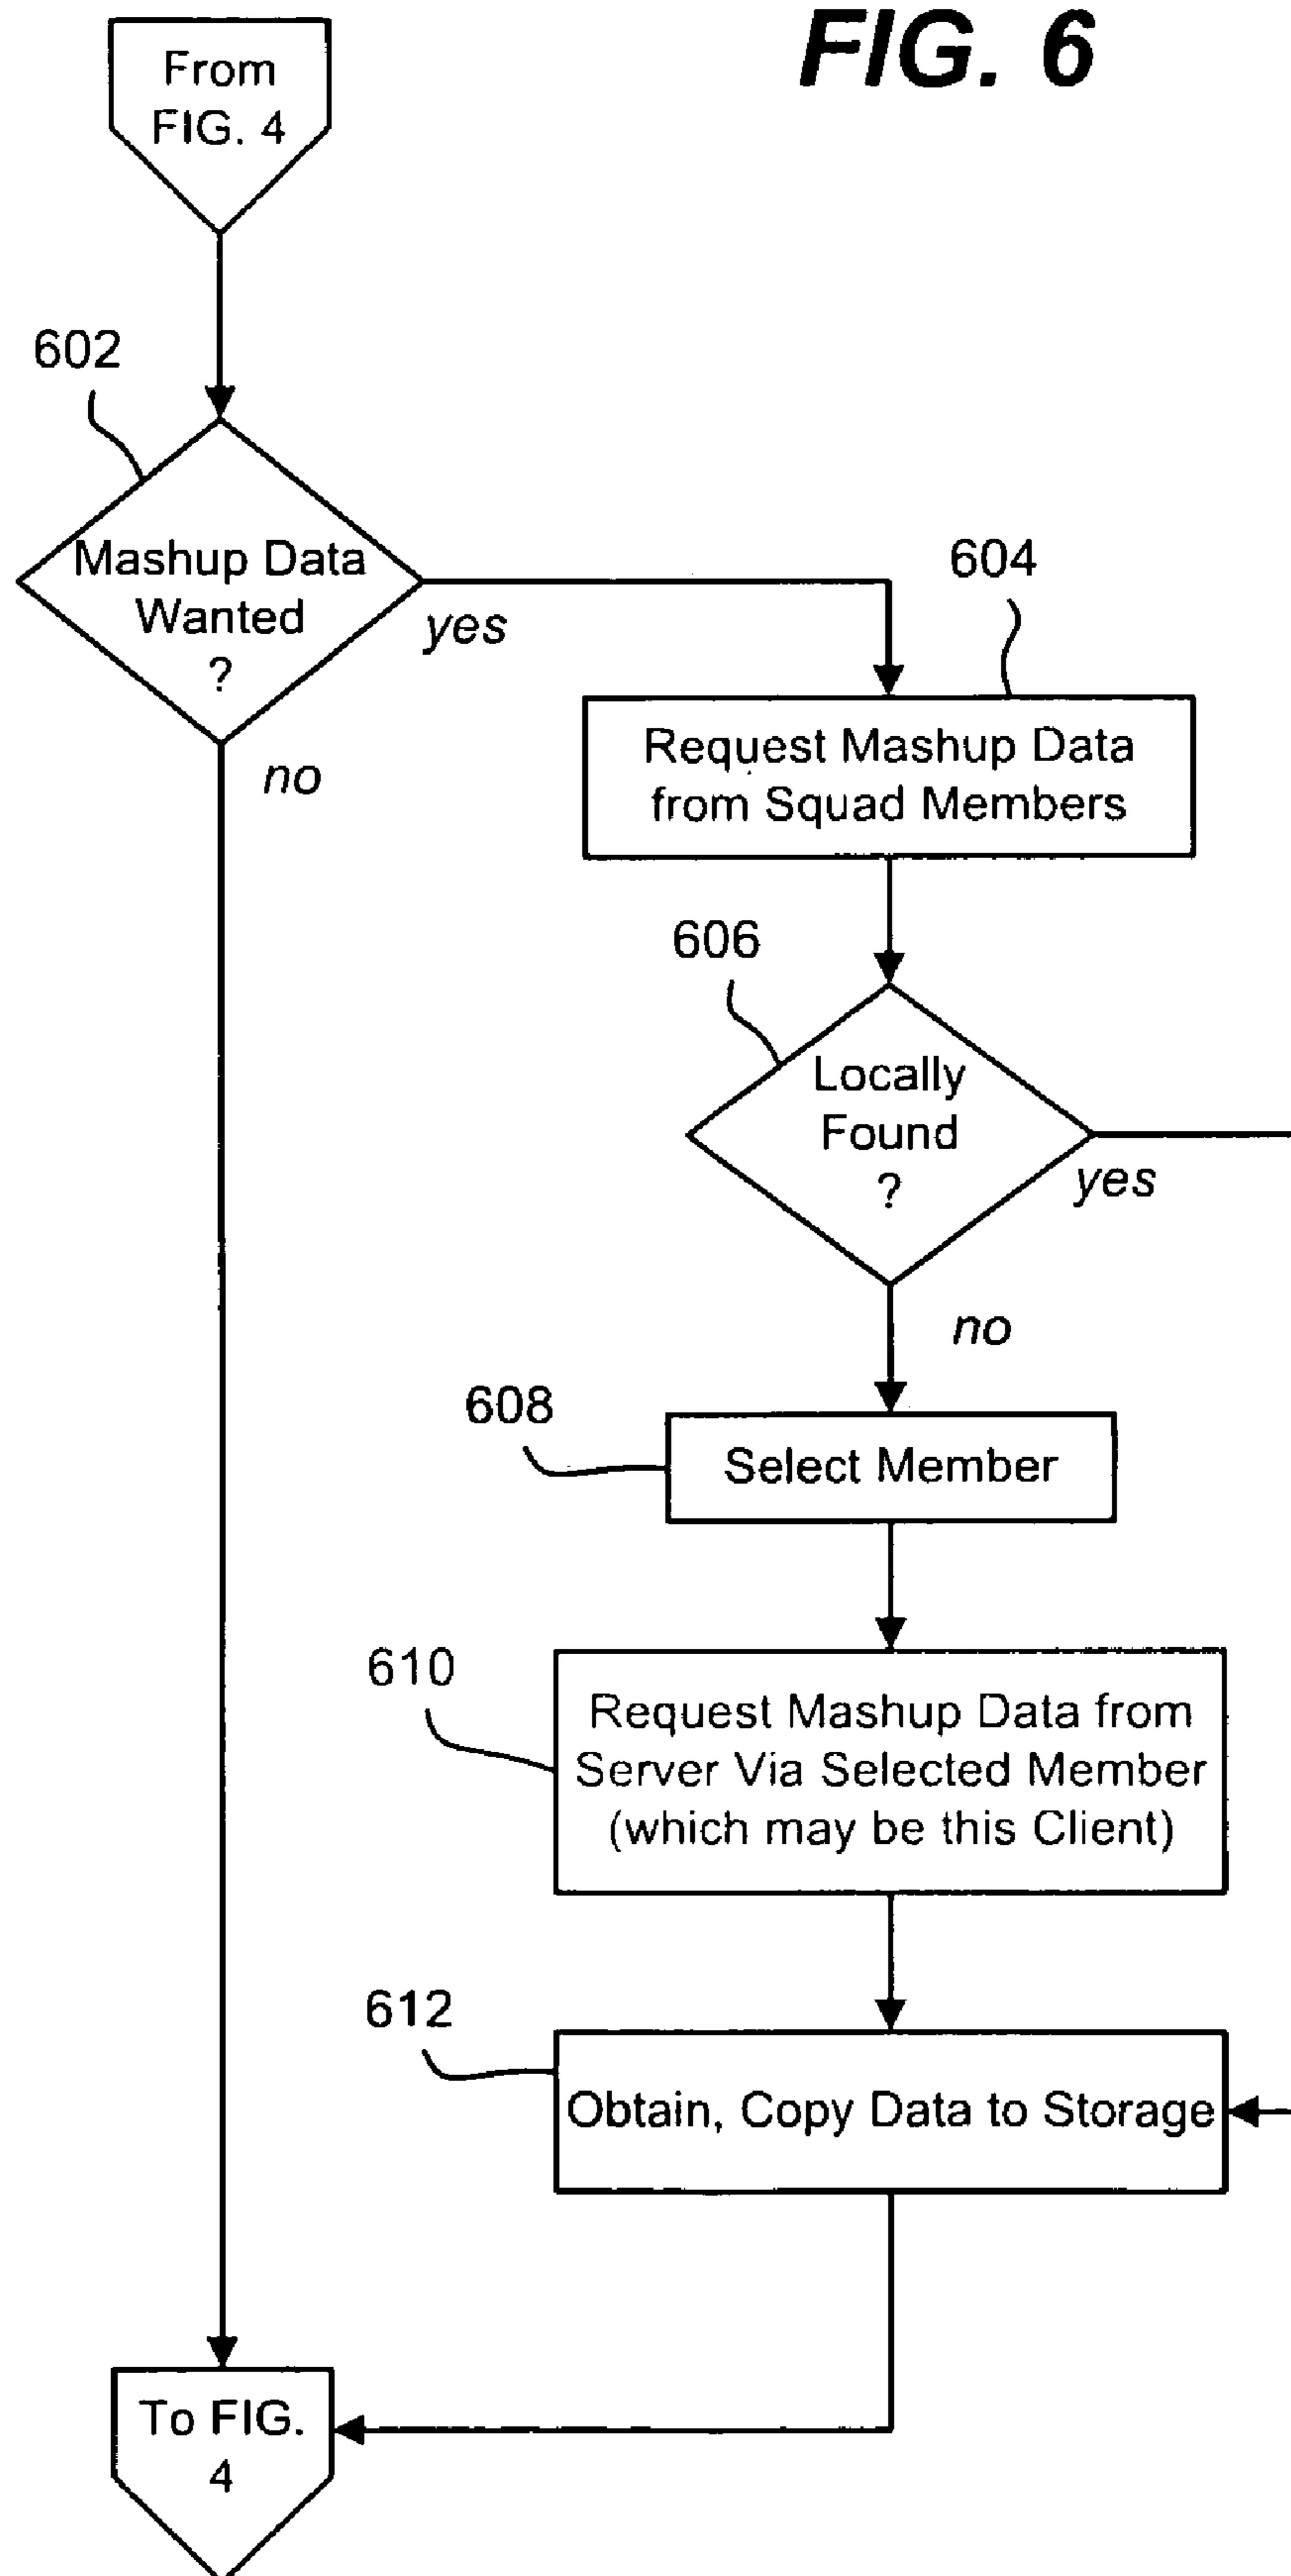 FIG. 6
From
FIG. 4
602
Mashup Data
Wanted
?
yes
no
604
Request Mashup Data
from Squad Members
606
Locally
Found
?
yes
no
608
Select Member
610
Request Mashup Data from
Server Via Selected Member
(which may be this Client)
612
Obtain, Copy Data to Storage
To FIG.
4